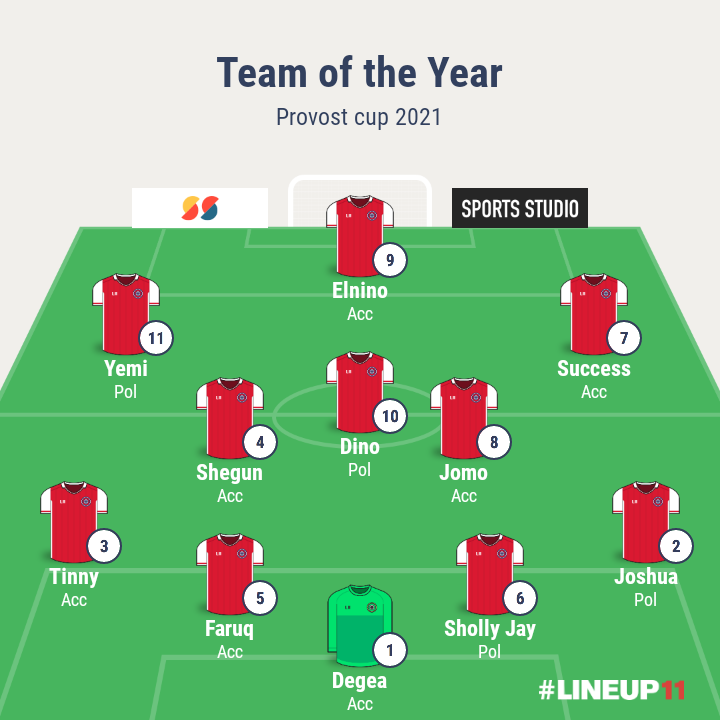 Team of the Year
Provost cup 2021
SPORTS STUDIO
9
Elnino
Acc
11
Yemi
Pol
7
Success
Acc
10
Dino
Pol
4
Shegun
Acc
8
Jomo
Acc
3
Tinny
Acc
2
Joshua
Pol
5
Faruq
Acc
6
Sholly Jay
Pol
1
Degea
Acc
#LINEUP11